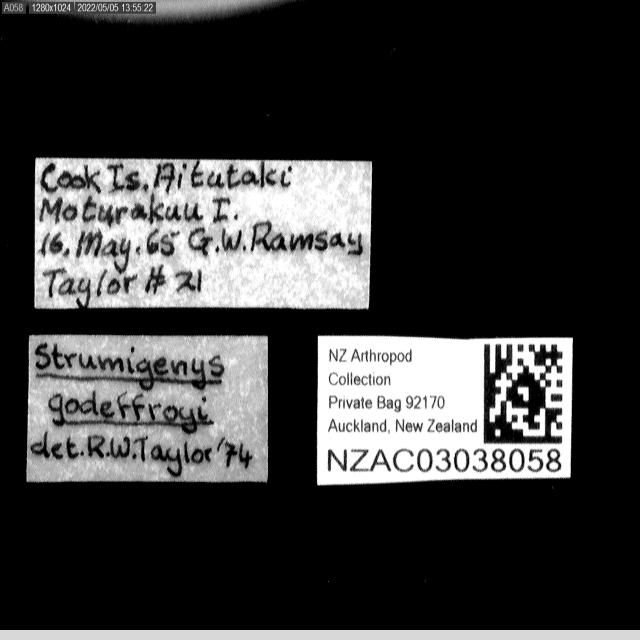 A058 1280x1024 2022/05/05 13:55:22
Cook Is. Aitutaki
Moturakau I.
16. May. 65 G.W. Ramsay
Taylor # 21
Strumigenys
godeffroyi
det. R.W. Taylor '74
NZ Arthropod
Collection
Private Bag 92170
Auckland, New Zealand
NZAC03038058